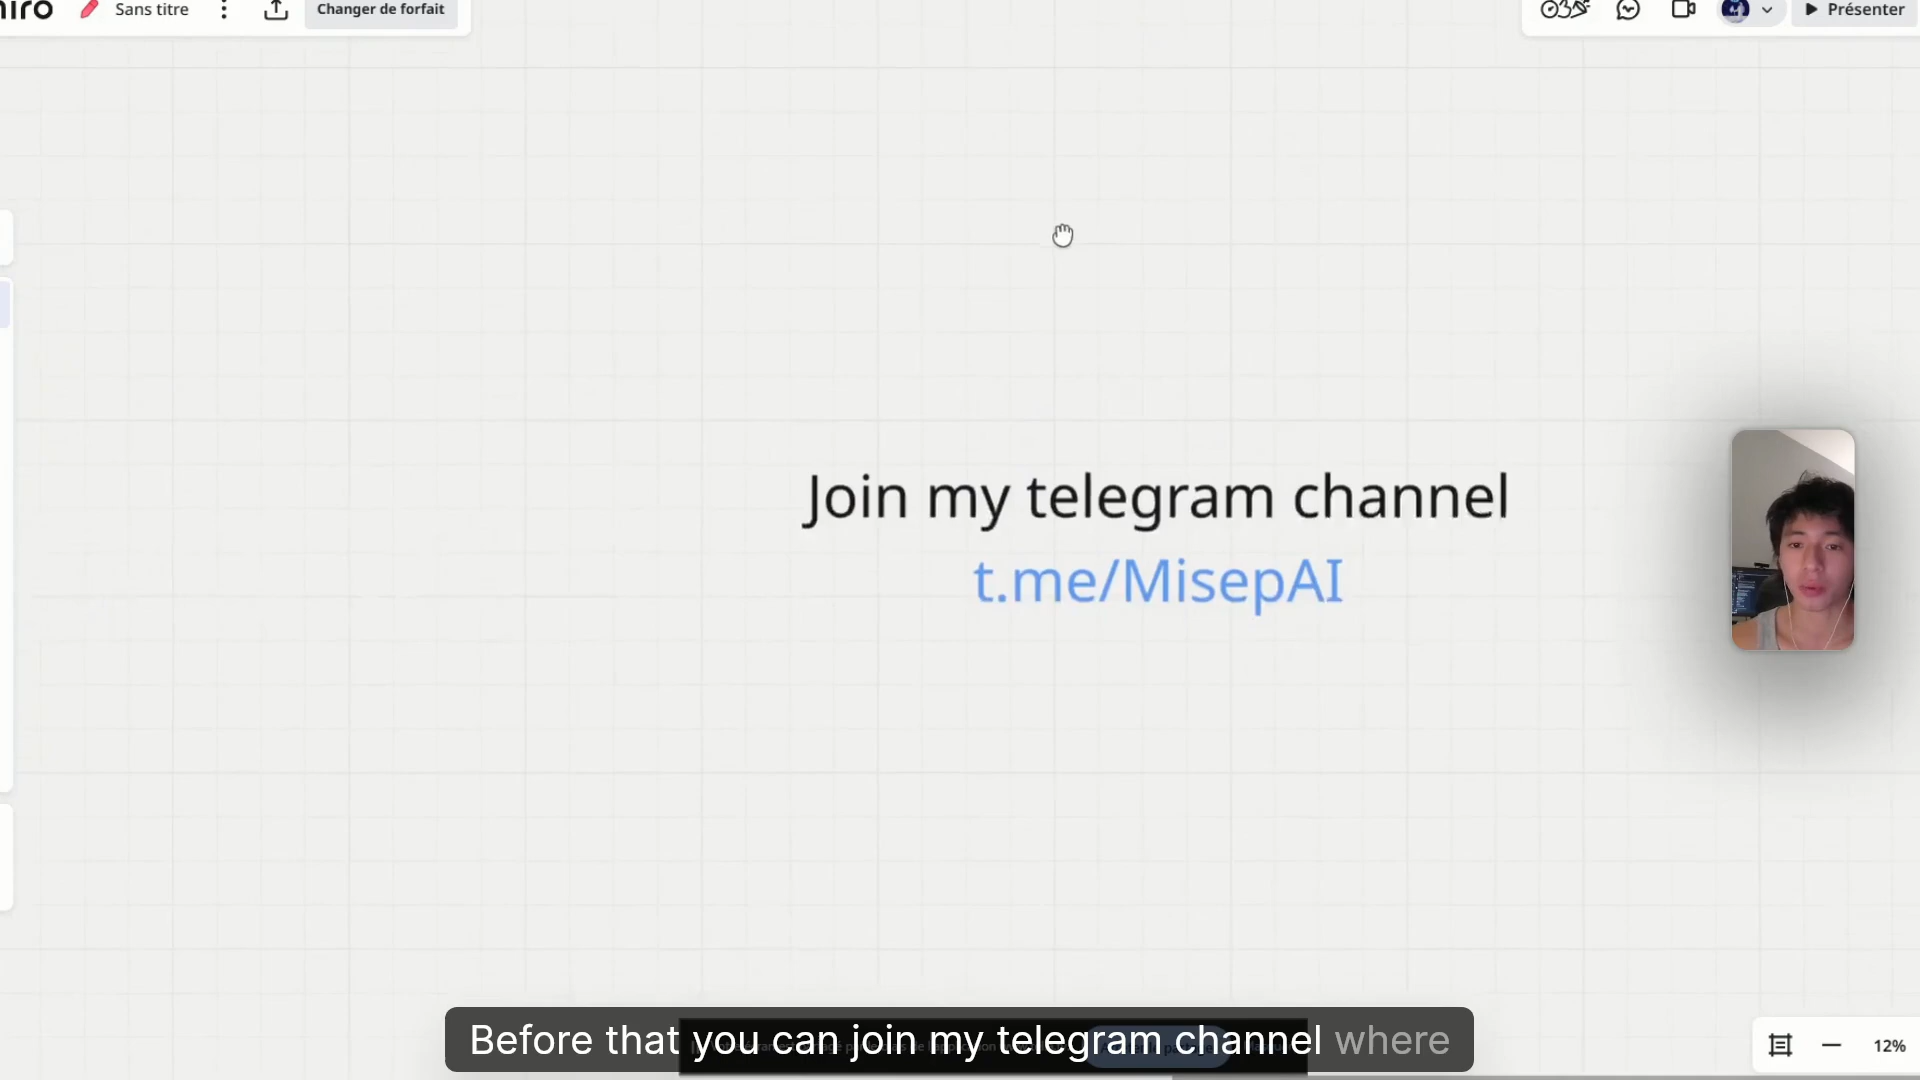 miro Sans titre Changer de forfait Présenter
Join my telegram channel
t.me/MisepAI
Before that you can join my telegram channel where
12%